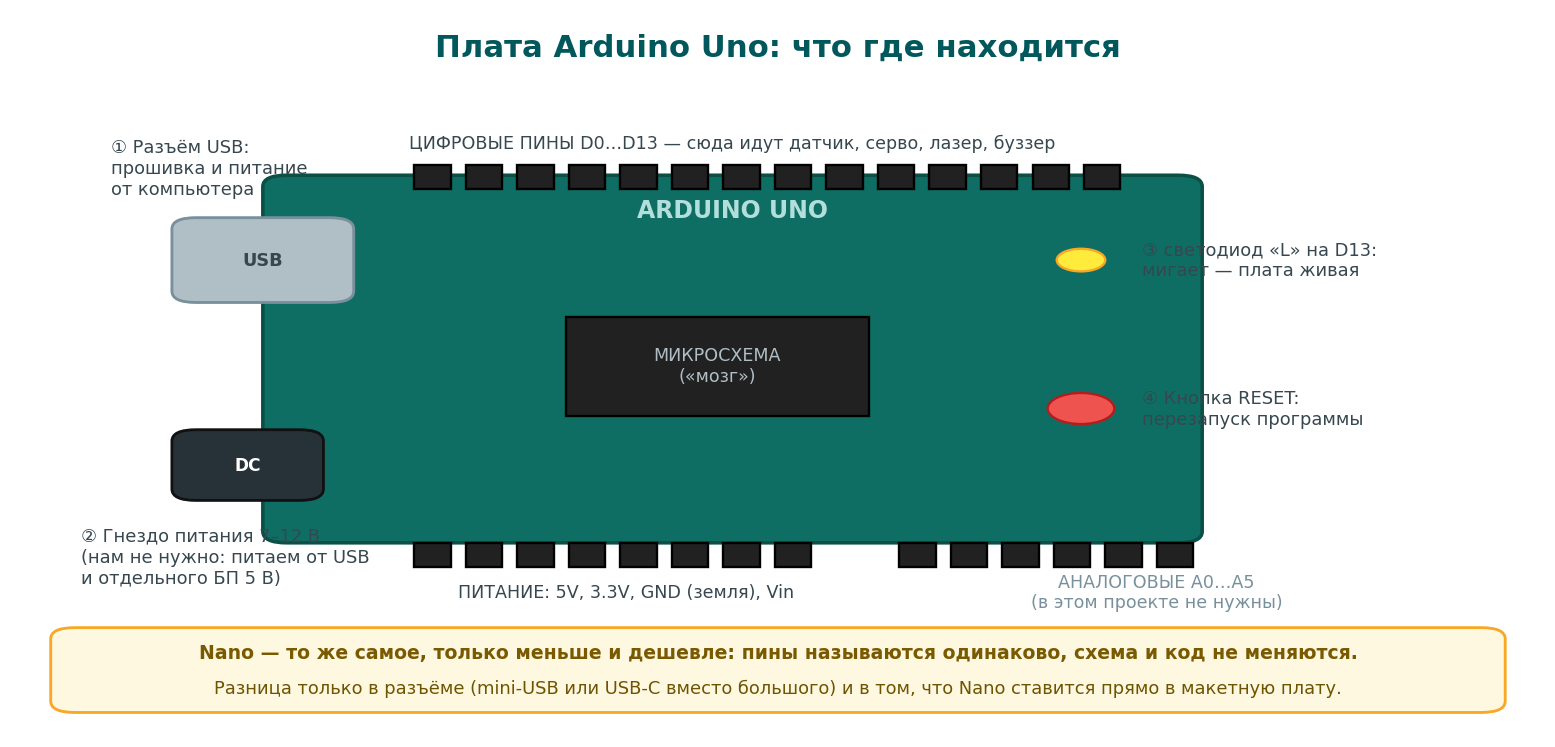 Плата Arduino Uno: что где находится
① Разъём USB:
прошивка и питание
от компьютера
ЦИФРОВЫЕ ПИНЫ D0…D13 — сюда идут датчик, серво, лазер, буззер
ARDUINO UNO
USB
③ светодиод «L» на D13:
мигает — плата живая
МИКРОСХЕМА
(«мозг»)
④ Кнопка RESET:
перезапуск программы
DC
② Гнездо питания 7–12 В
(нам не нужно: питаем от USB
и отдельного БП 5 В)
ПИТАНИЕ: 5V, 3.3V, GND (земля), Vin
АНАЛОГОВЫЕ A0…A5
(в этом проекте не нужны)
Nano — то же самое, только меньше и дешевле: пины называются одинаково, схема и код не меняются.
Разница только в разъёме (mini-USB или USB-C вместо большого) и в том, что Nano ставится прямо в макетную плату.